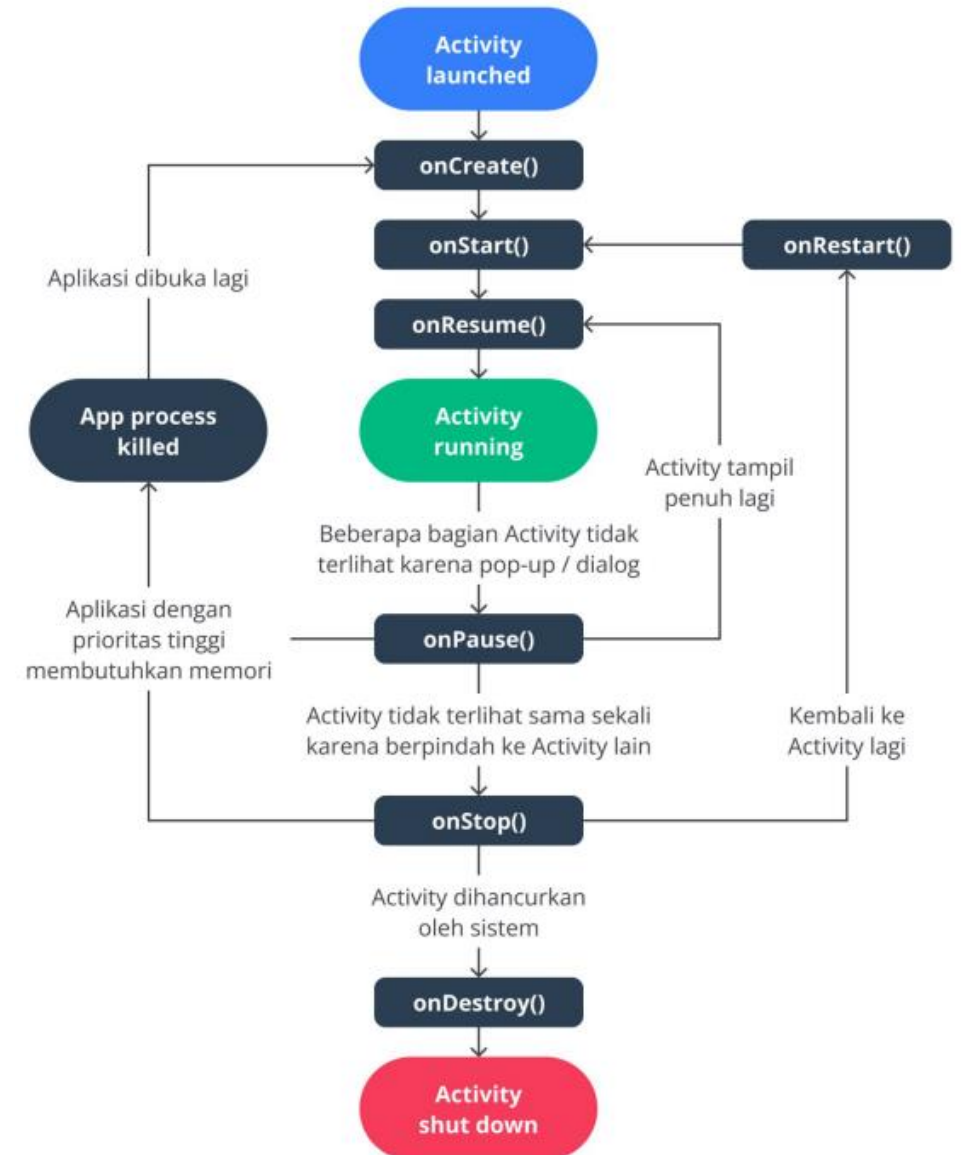 Activity
launched
onCreate()
onStart()
onRestart()
Aplikasi dibuka lagi
onResume()
App process
killed
Activity
running
Activity tampil
penuh lagi
Beberapa bagian Activity tidak
terlihat karena pop-up / dialog
Aplikasi dengan
prioritas tinggi
membutuhkan memori
onPause()
Activity tidak terlihat sama sekali
karena berpindah ke Activity lain
Kembali ke
Activity lagi
onStop()
Activity dihancurkan
oleh sistem
onDestroy()
Activity
shut down